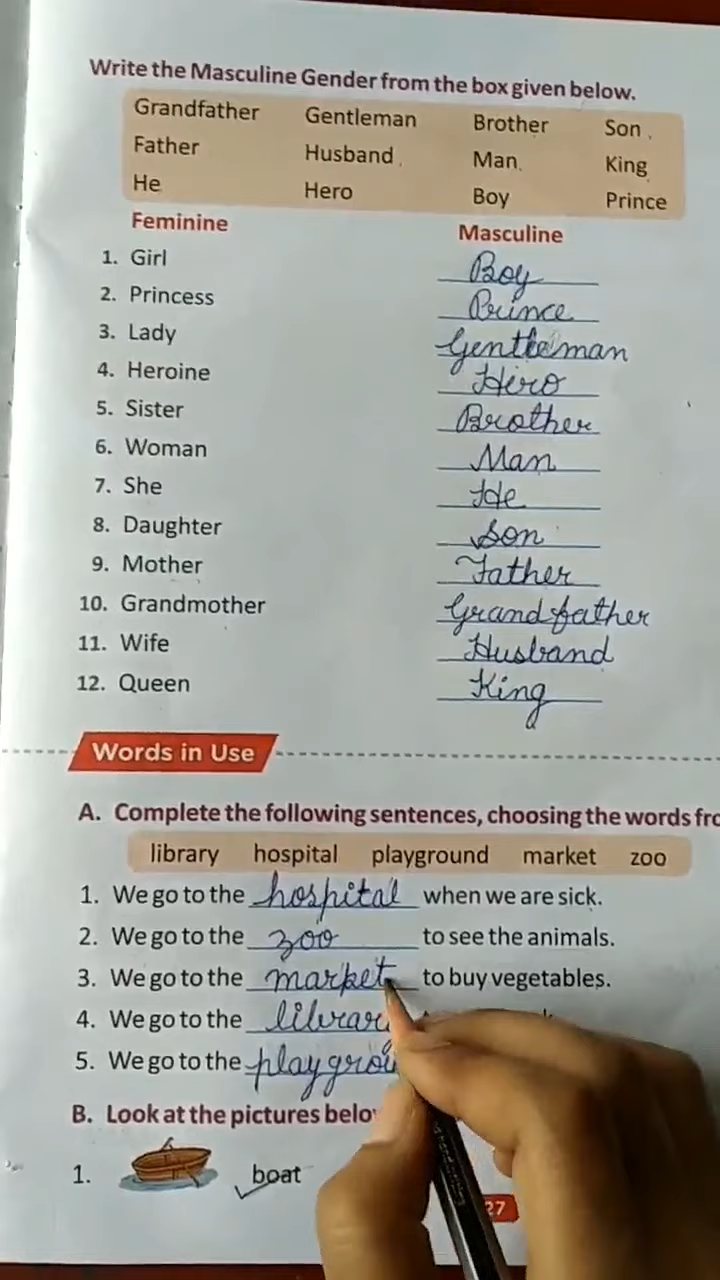 Write the Masculine Gender from the box given below.
Grandfather Gentleman Brother Son
Father Husband Man King
He Hero Boy Prince
Feminine Masculine
1. Girl Boy
2. Princess Prince
3. Lady Gentleman
4. Heroine Hero
5. Sister Brother
6. Woman Man
7. She He
8. Daughter Son
9. Mother Father
10. Grandmother Grandfather
11. Wife Husband
12. Queen King
Words in Use
A. Complete the following sentences, choosing the words fro
library hospital playground market zoo
1. We go to the hospital when we are sick.
2. We go to the zoo to see the animals.
3. We go to the market to buy vegetables.
4. We go to the librar
5. We go to the playgrou
B. Look at the pictures belo
1. boat
27